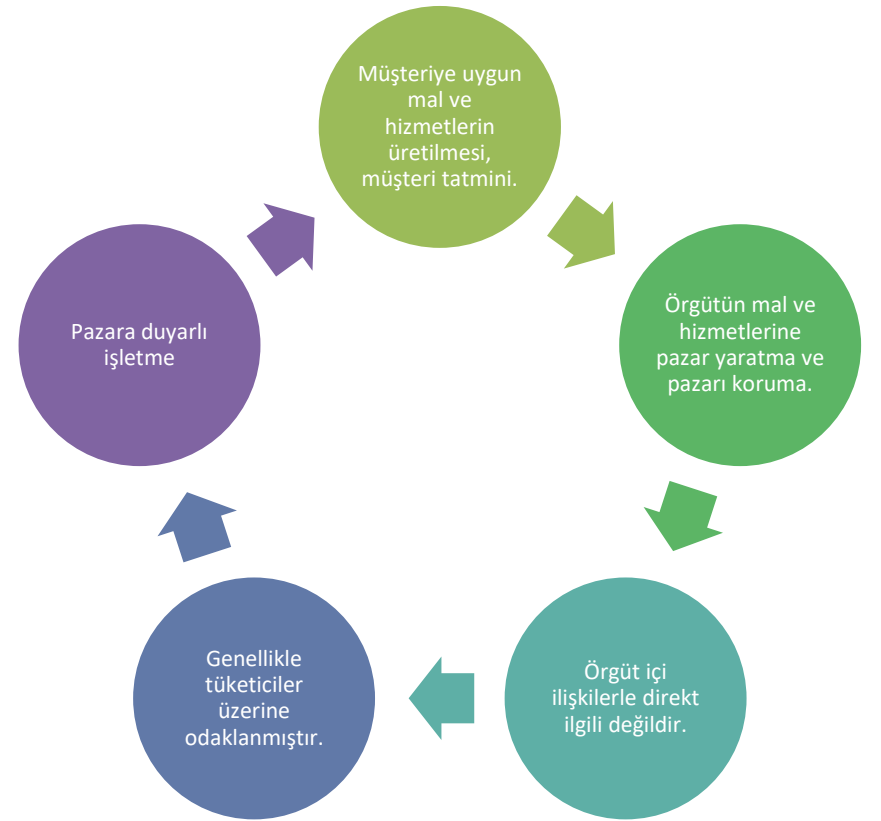 Müşteriye uygun
mal ve
hizmetlerin
üretilmesi,
müşteri tatmini.
Örgütün mal ve
hizmetlerine
pazar yaratma ve
pazarı koruma.
Örgüt içi
ilişkilerle direkt
ilgili değildir.
Genellikle
tüketiciler
üzerine
odaklanmıştır.
Pazara duyarlı
işletme